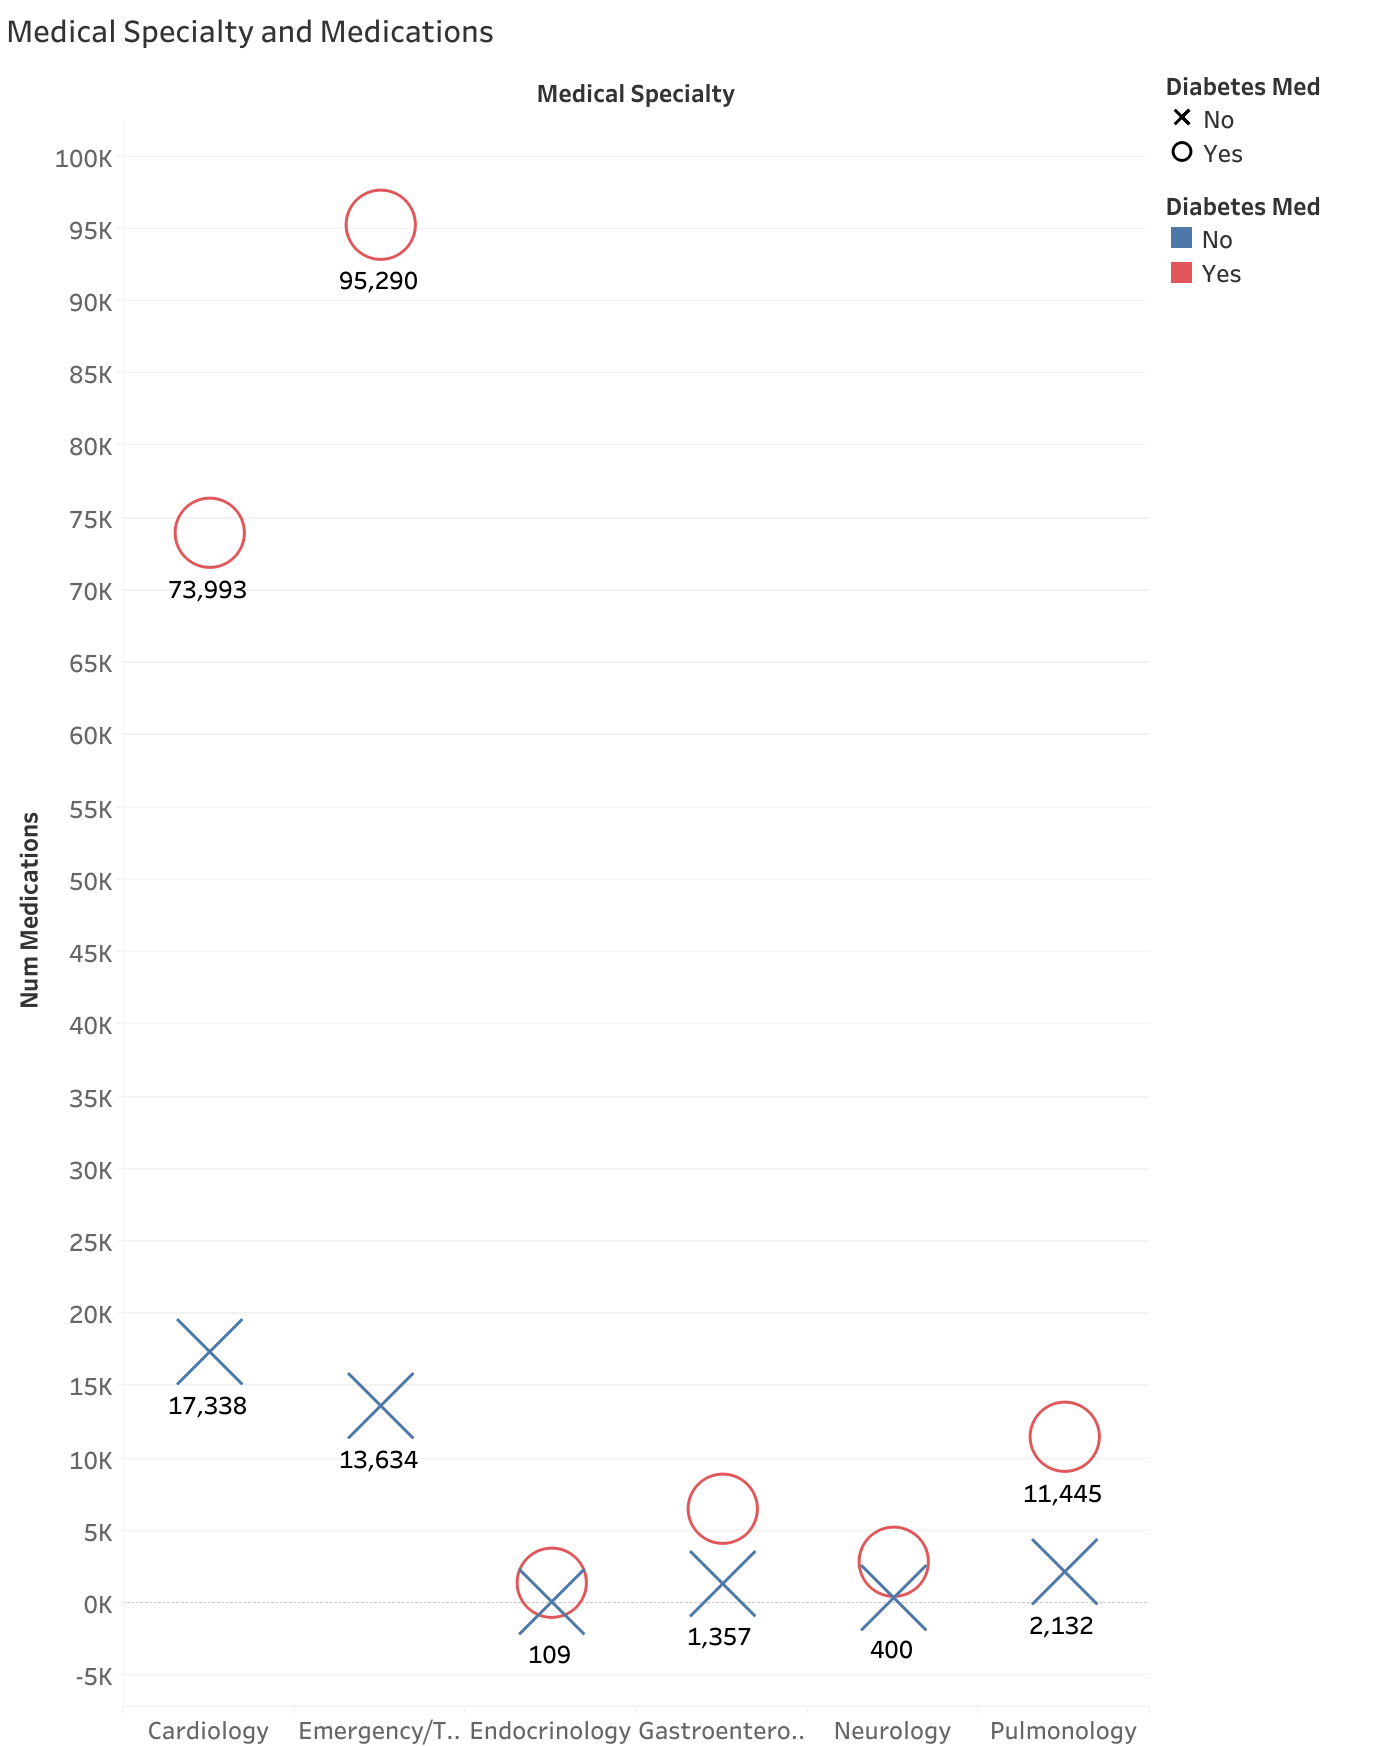 Medical Specialty and Medications
Medical Specialty
Diabetes Med
No
Yes
Diabetes Med
No
Yes
Num Medications
100K
95K
90K
85K
80K
75K
70K
65K
60K
55K
50K
45K
40K
35K
30K
25K
20K
15K
10K
5K
0K
-5K
95,290
73,993
17,338
13,634
11,445
2,132
1,357
400
109
Cardiology
Emergency/T..
Endocrinology
Gastroentero..
Neurology
Pulmonology